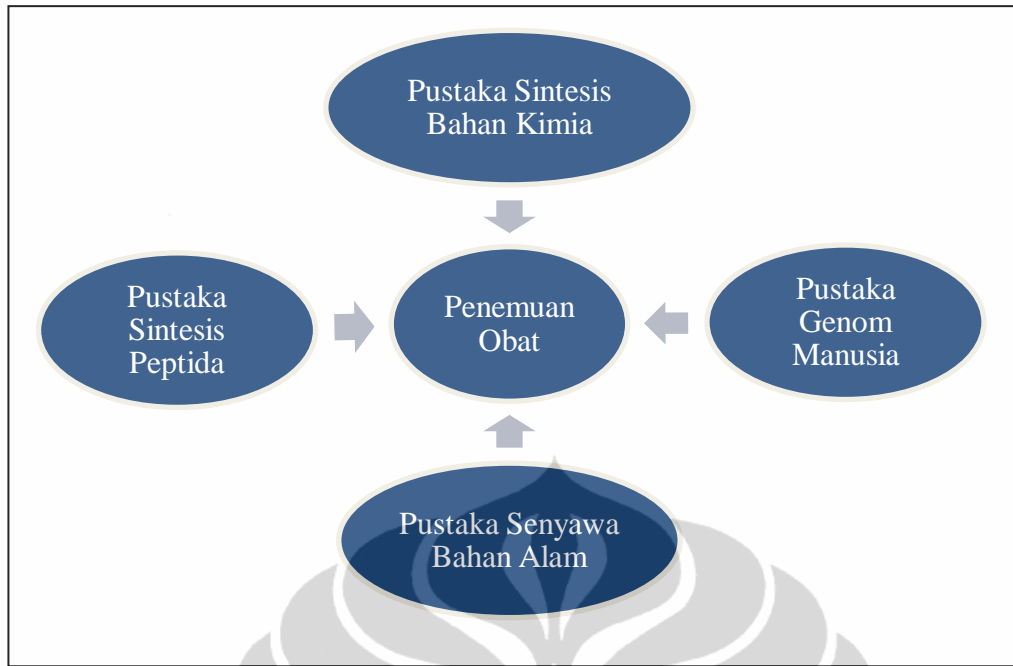 Pustaka Sintesis
Bahan Kimia
Pustaka
Sintesis
Peptida
Penemuan
Obat
Pustaka
Genom
Manusia
Pustaka Senyawa
Bahan Alam